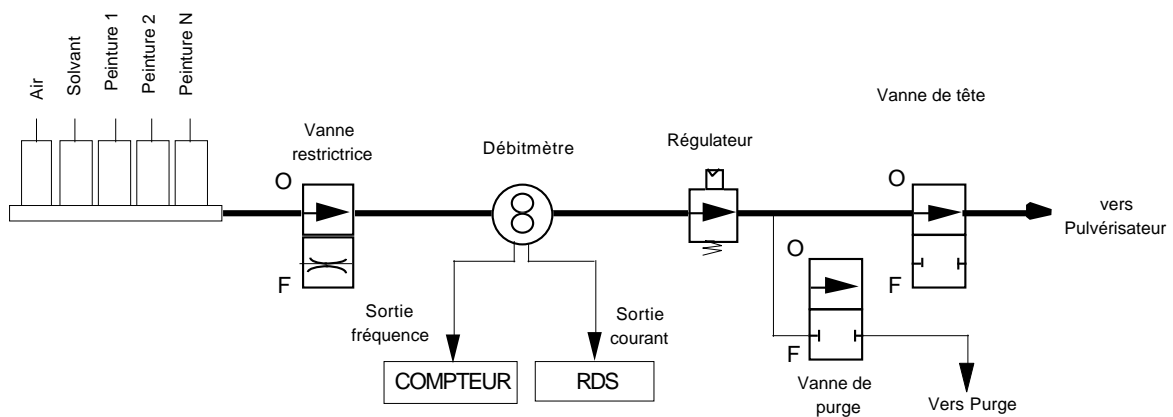 Air
Solvant
Peinture 1
Peinture 2
Peinture N
Vanne
restrictrice
O
F
Débitmètre
Régulateur
Vanne de tête
O
F
vers
Pulvérisateur
O
F
Sortie
fréquence
Sortie
courant
COMPTEUR
RDS
Vanne de
purge
Vers Purge